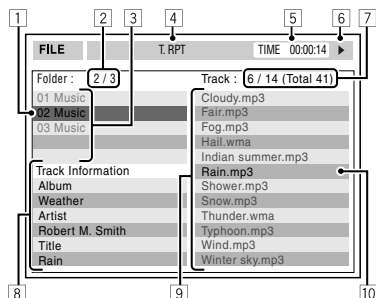 1 2 3 4 5 6 7
FILE T. RPT TIME 00:00:14
Folder : 2 / 3 Track : 6 / 14 (Total 41)
01 Music Cloudy.mp3
02 Music Fair.mp3
03 Music Fog.mp3
Hail.wma
Indian summer.mp3
Track Information Rain.mp3
Album Shower.mp3
Weather Snow.mp3
Artist Thunder.wma
Robert M. Smith Typhoon.mp3
Title Wind.mp3
Rain Winter sky.mp3
8 9 10